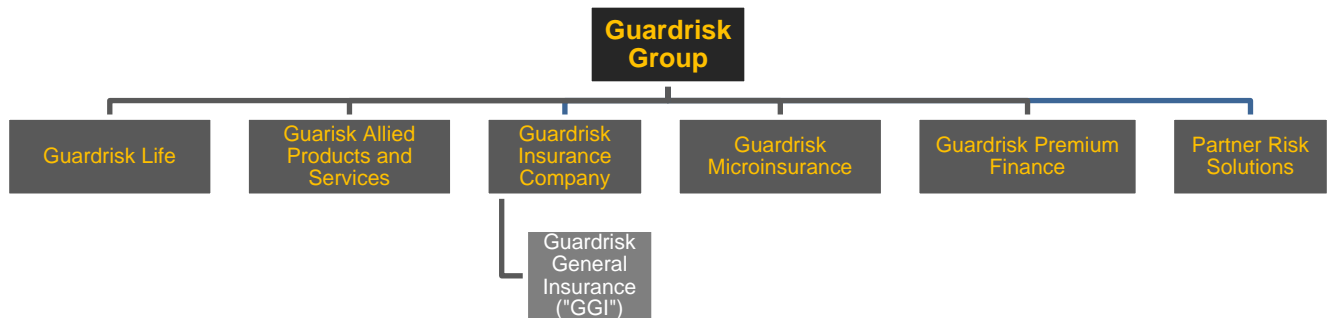 Guardrisk
Group
Guardrisk Life
Guarisk Allied
Products and
Services
Guardrisk
Insurance
Company
Guardrisk
Microinsurance
Guardrisk Premium
Finance
Partner Risk
Solutions
Guardrisk
General
Insurance
("GGI")